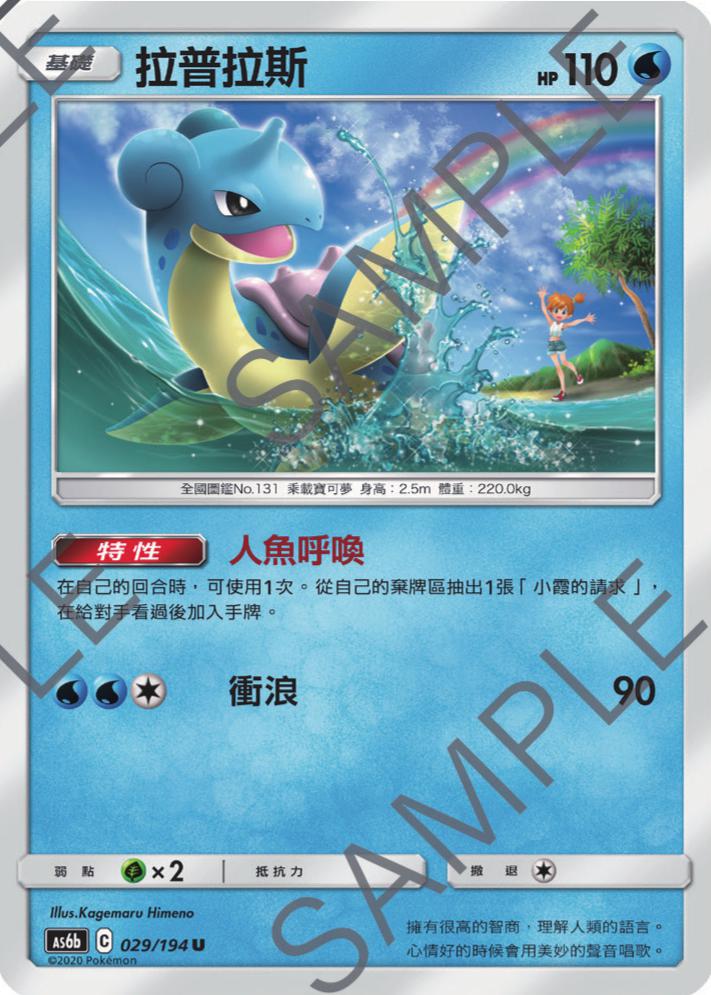 基礎 拉普拉斯 HP 110
全國圖鑑No.131 乘載寶可夢 身高：2.5m 體重：220.0kg
特性 人魚呼喚
在自己的回合時，可使用1次。從自己的棄牌區抽出1張「小霞的請求」，
在給對手看過後加入手牌。
衝浪 90
弱點 ×2 抵抗力 撤退
Illus.Kagemaru Himeno
AS6b C 029/194 U
©2020 Pokémon
擁有很高的智商，理解人類的語言。
心情好的時候會用美妙的聲音唱歌。
SAMPLE
SAMPLE
LE
LE